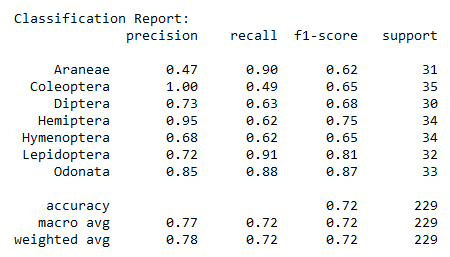 Classification Report:
precision recall f1-score support
Araneae 0.47 0.90 0.62 31
Coleoptera 1.00 0.49 0.65 35
Diptera 0.73 0.63 0.68 30
Hemiptera 0.95 0.62 0.75 34
Hymenoptera 0.68 0.62 0.65 34
Lepidoptera 0.72 0.91 0.81 32
Odonata 0.85 0.88 0.87 33
accuracy 0.72 229
macro avg 0.77 0.72 0.72 229
weighted avg 0.78 0.72 0.72 229